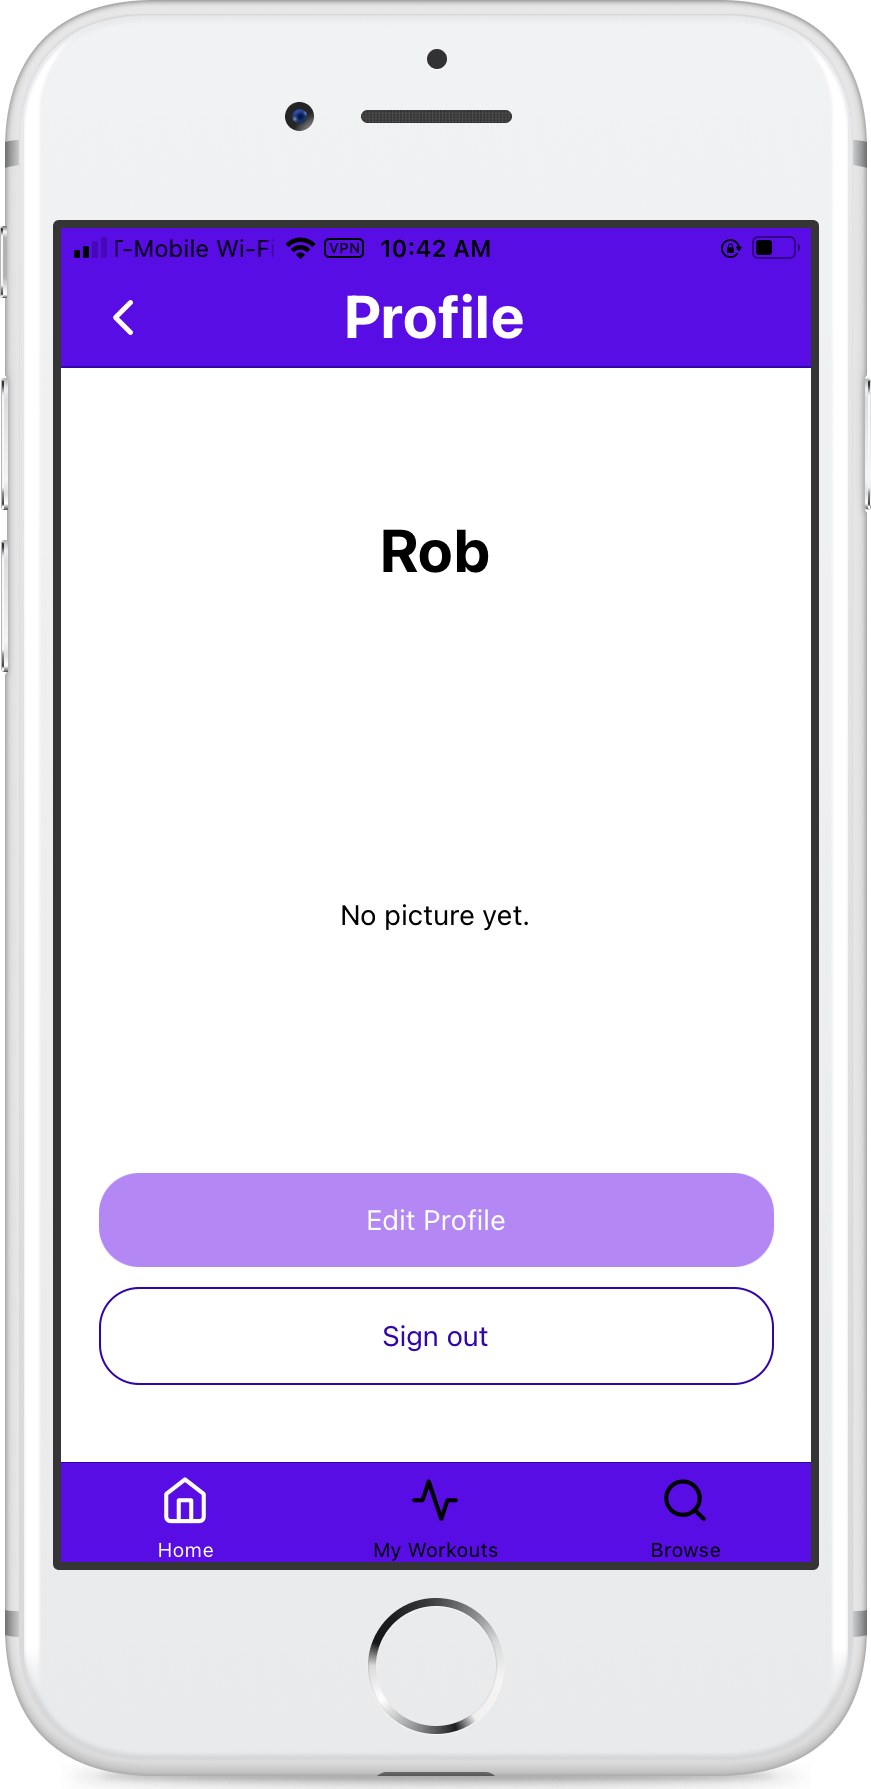 T-Mobile Wi-Fi VPN 10:42 AM
Profile
Rob
No picture yet.
Edit Profile
Sign out
Home My Workouts Browse